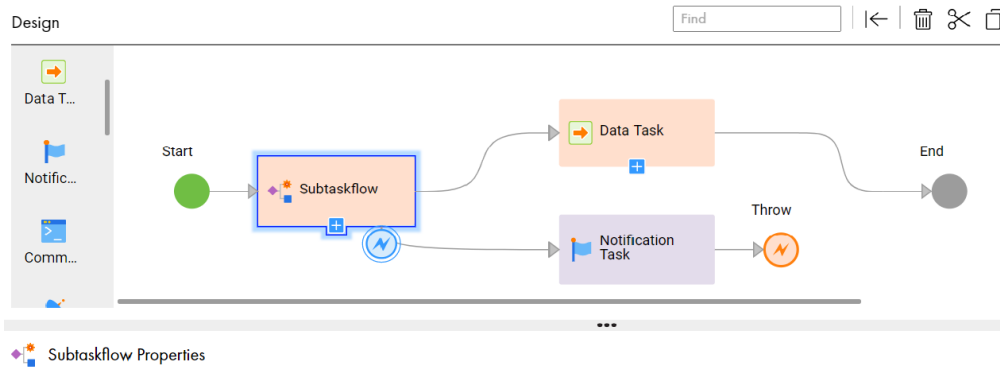 Design
Find
Data T...
Notific...
Comm...
Start
Subtaskflow
Data Task
Notification
Task
Throw
End
Subtaskflow Properties